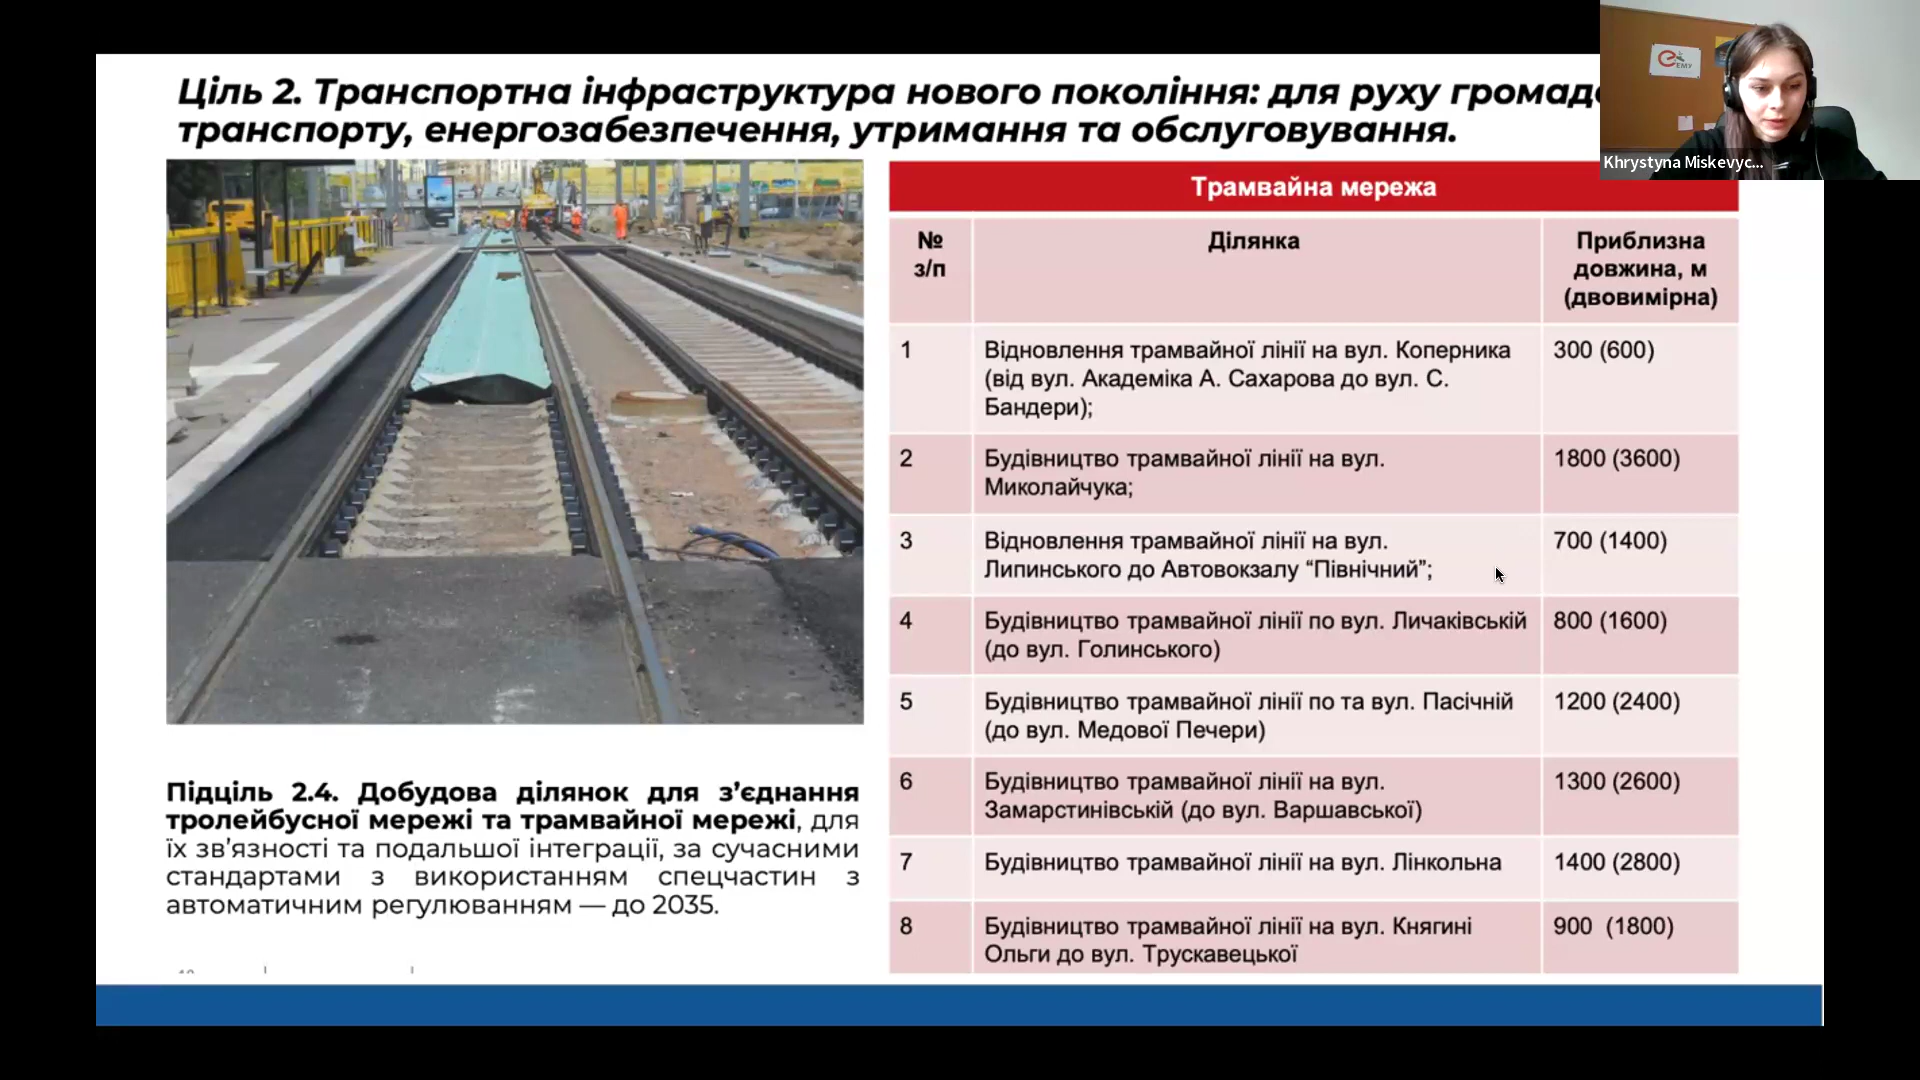 Ціль 2. Транспортна інфраструктура нового покоління: для руху
транспорту, енергозабезпечення, утримання та обслуговування.
Khrystyna Miskevyc...
Трамвайна мережа
№ з/п Ділянка Приблизна довжина, м (двовимірна)
1 Відновлення трамвайної лінії на вул. Коперника 300 (600)
(від вул. Академіка А. Сахарова до вул. С.
Бандери);
2 Будівництво трамвайної лінії на вул. 1800 (3600)
Миколайчука;
3 Відновлення трамвайної лінії на вул. 700 (1400)
Липинського до Автовокзалу “Північний”;
4 Будівництво трамвайної лінії по вул. Личаківській 800 (1600)
(до вул. Голинського)
5 Будівництво трамвайної лінії по та вул. Пасічній 1200 (2400)
(до вул. Медової Печери)
6 Будівництво трамвайної лінії на вул. 1300 (2600)
Замарстинівській (до вул. Варшавської)
7 Будівництво трамвайної лінії на вул. Лінкольна 1400 (2800)
8 Будівництво трамвайної лінії на вул. Княгині 900 (1800)
Ольги до вул. Трускавецької
Підціль 2.4. Добудова ділянок для з’єднання
тролейбусної мережі та трамвайної мережі, для
їх зв’язності та подальшої інтеграції, за сучасними
стандартами з використанням спецчастин з
автоматичним регулюванням — до 2035.